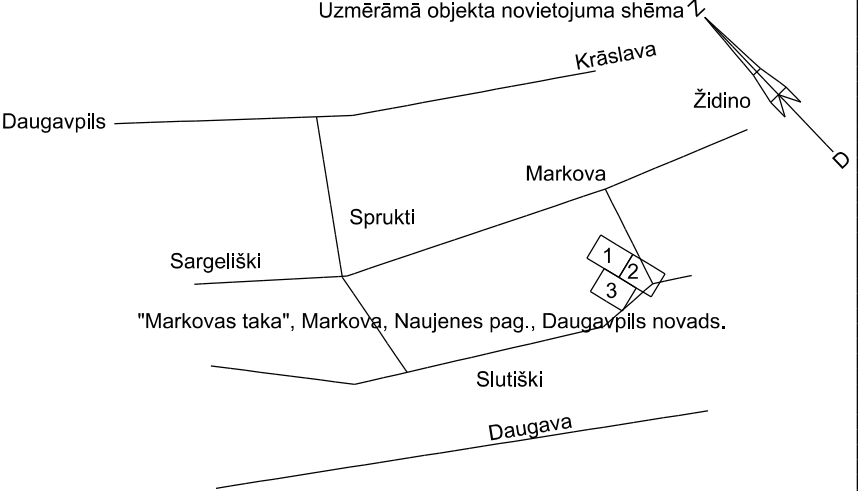 Uzmērāmā objekta novietojuma shēma
Z
Krāslava
Židino
Daugavpils
D
Markova
Sprukti
Sargeliški
1
2
3
"Markovas taka", Markova, Naujenes pag., Daugavpils novads.
Slutiški
Daugava